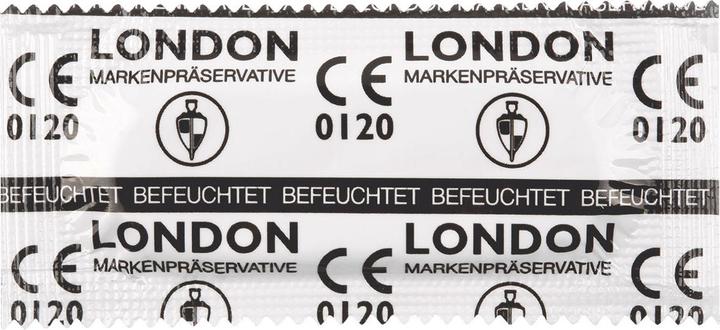 LONDON LONDON
MARKENPRÄSERVATIVE CE MARKENPRÄSERVATIVE CE
CE
0120 0120 0120
BEFEUCHTET BEFEUCHTET BEFEUCHTET BEFEUCHTET BEFEUCHTET
LONDON LONDON
CE MARKENPRÄSERVATIVE CE MARKENPRÄSERVATIVE CE
0120 0120 0120